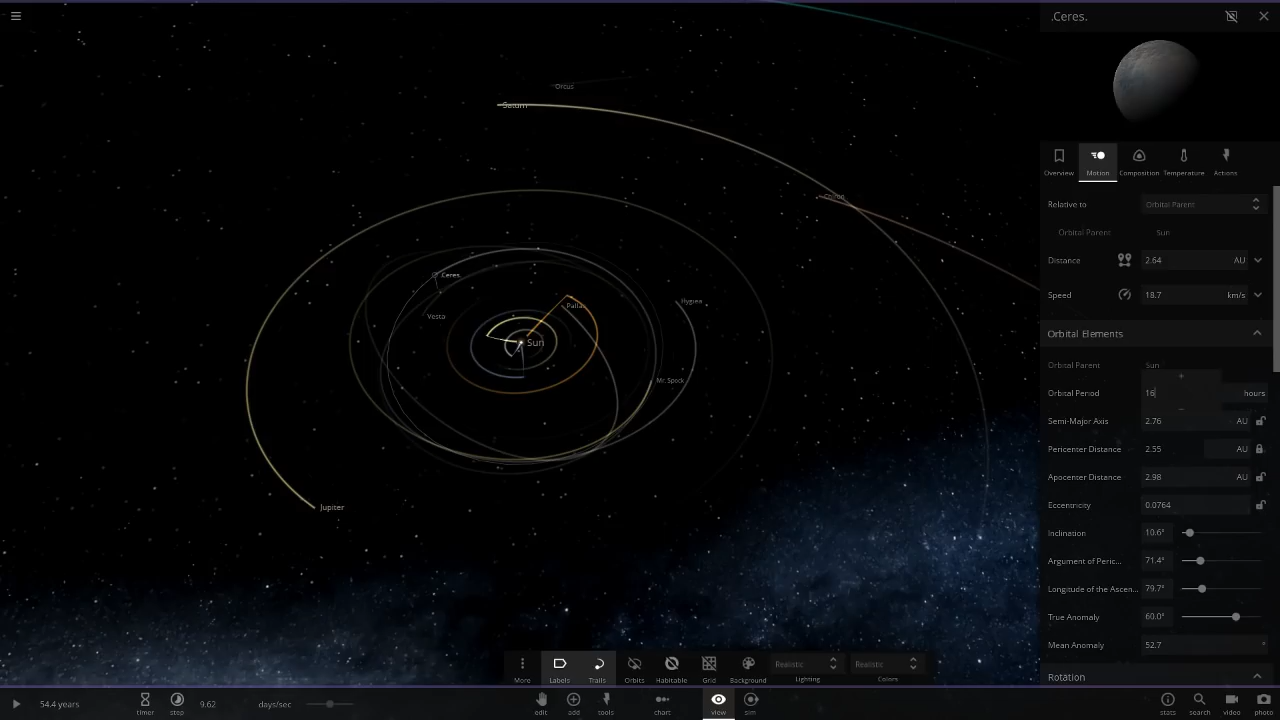 .Ceres.
Orcus
Saturn
Chiron
Ceres
Vesta
Pallas
Hygiea
Sun
Mr. Spock
Jupiter
Overview Motion Composition Temperature Actions
Relative to Orbital Parent
Orbital Parent Sun
Distance 2.64 AU
Speed 18.7 km/s
Orbital Elements
Orbital Parent Sun
Orbital Period 16 hours
Semi-Major Axis 2.76 AU
Pericenter Distance 2.55 AU
Apocenter Distance 2.98 AU
Eccentricity 0.0764
Inclination 10.6°
Argument of Peric... 71.4°
Longitude of the Ascen... 79.7°
True Anomaly 60.0°
Mean Anomaly 52.7 °
Rotation
More Labels Trails Orbits Habitable Grid Background Realistic Lighting Realistic Colors
54.4 years timer step 9.62 days/sec edit add tools chart view sim stats search video photo